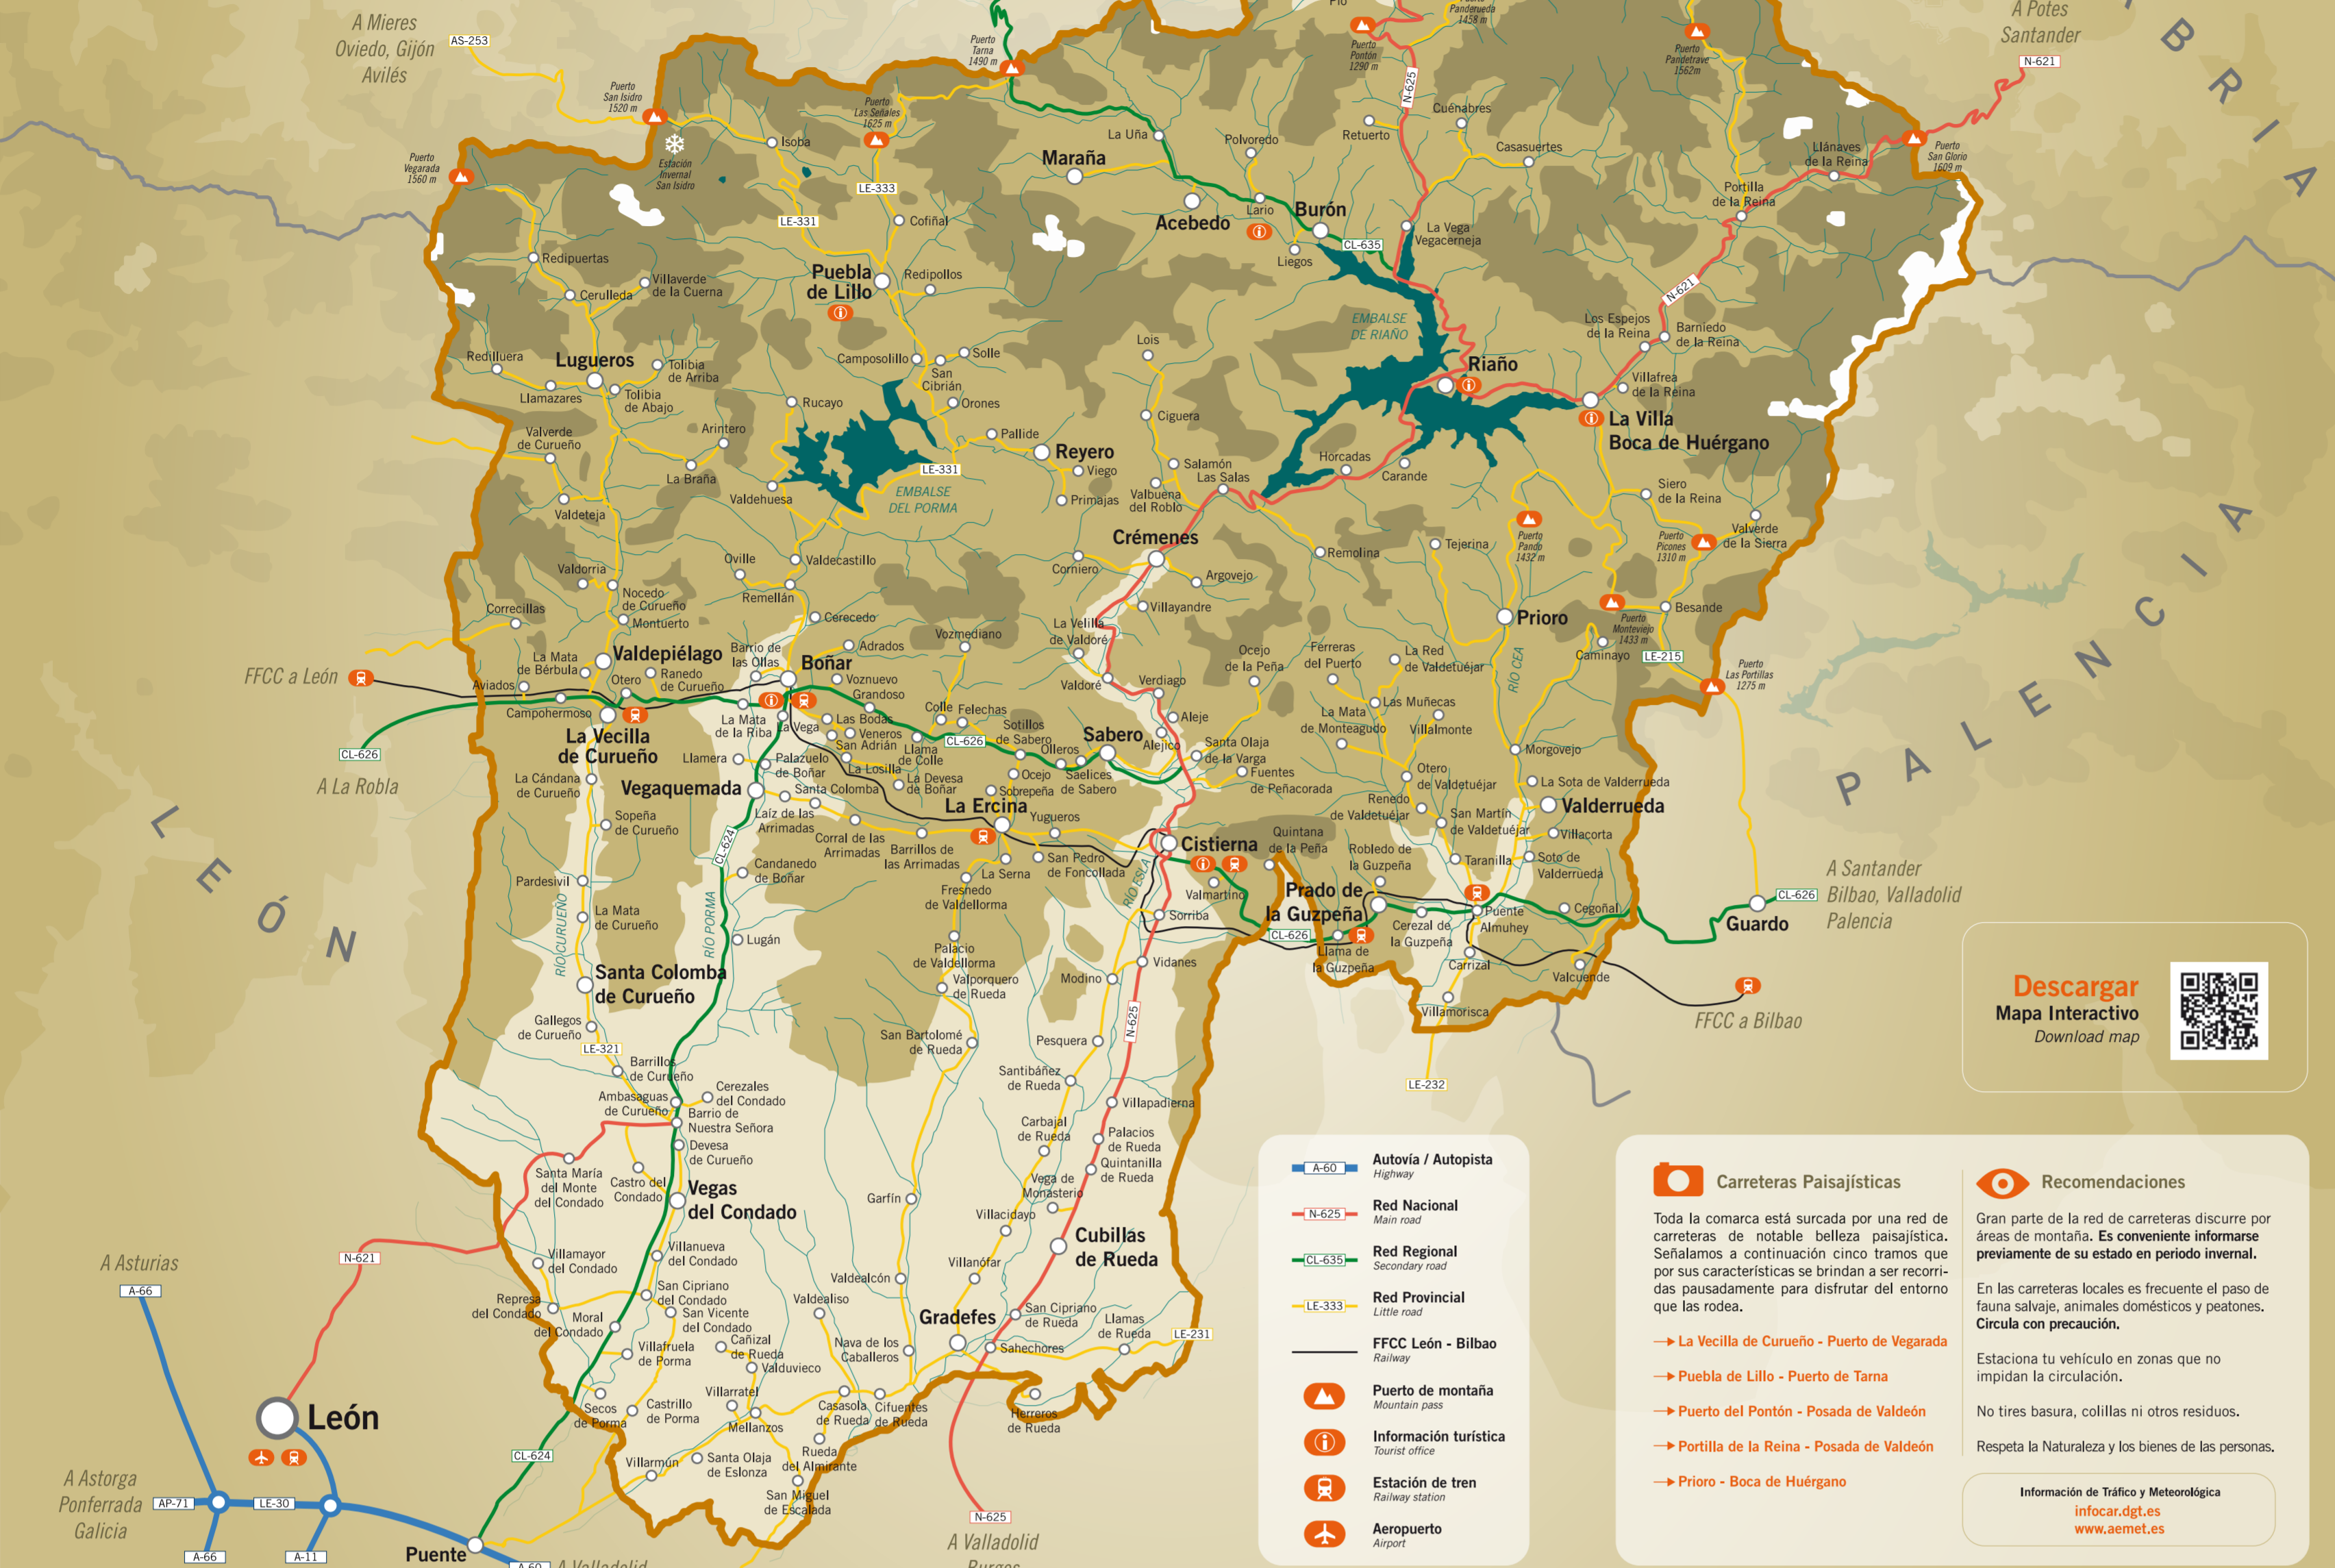 A Mieres
Oviedo, Gijón
Avilés
AS-253
Puerto
Tarna
1490 m
Pío
Puerto
Panderueda
1458 m
Puerto
Pontón
1290 m
N-625
Puerto
Pandetrave
1562m
A Potes
Santander
N-621
BRIA
Puerto
San Isidro
1520 m
Puerto
Las Señales
1625 m
Puerto
Vegarada
1560 m
Estación
Invernal
San Isidro
Isoba
LE-333
LE-331
Cofiñal
Maraña
La Uña
Polvoredo
Retuerto
Cuénabres
Casasuertes
Acebedo
Lario
Burón
Liegos
CL-635
La Vega
Vegacerneja
Portilla
de la Reina
Llánaves
de la Reina
Puerto
San Glorio
1609 m
Redipuertas
Cerulleda
Villaverde
de la Cuerna
Puebla
de Lillo
Redipollos
N-621
Los Espejos
de la Reina
Barniedo
de la Reina
EMBALSE
DE RIAÑO
Riaño
Villafrea
de la Reina
La Villa
Boca de Huérgano
Redilluera
Lugueros
Llamazares
Tolibia
de Arriba
Tolibia
de Abajo
Camposolillo
Solle
San
Cibrián
Orones
Lois
Ciguera
Rucayo
Valverde
de Curueño
Arintero
La Braña
Valdeteja
Valdehuesa
Pallide
Reyero
Viego
Primajas
LE-331
EMBALSE
DEL PORMA
Salamón
Las Salas
Valbuena
del Roblo
Horcadas
Carande
Siero
de la Reina
Valverde
de la Sierra
Crémenes
Corniero
Argovejo
Villayandre
Remolina
Tejerina
Puerto
Pando
1432 m
Puerto
Picones
1310 m
Oville
Valdecastillo
Remellán
Valdorria
Nocedo
de Curueño
Montuerto
Correcillas
Cerecedo
Vozmediano
La Velilla
de Valdoré
Prioro
Besande
Puerto
Monteviejo
1433 m
Caminayo
LE-215
Puerto
Las Portillas
1275 m
PALENCIA
FFCC a León
La Mata
de Bérbula
Valdepiélago
Otero
Ranedo
de Curueño
Barrio de
las Ollas
Boñar
Adrados
Voznuevo
Grandoso
Aviados
Campohermoso
La Vecilla
de Curueño
La Mata
de la Riba
La Vega
Las Bodas
Veneros
San Adrián
La Losilla
Colle
Felechas
Llama
de Colle
CL-626
Sotillos
de Sabero
Olleros
Sabero
Saelices
de Sabero
Valdoré
Verdiago
Aleje
Alejico
Ocejo
de la Peña
Ferreras
del Puerto
La Red
de Valdetuéjar
Las Muñecas
La Mata
de Monteagudo
Villalmonte
RÍO CEA
Morgovejo
Santa Olaja
de la Varga
Fuentes
de Peñacorada
Otero
de Valdetuéjar
La Sota de Valderrueda
Valderrueda
Renedo
de Valdetuéjar
San Martín
de Valdetuéjar
Villacorta
Taranilla
Soto de
Valderrueda
CL-626
A La Robla
LEÓN
La Cándana
de Curueño
Llamera
Palazuelo
de Boñar
Vegaquemada
Santa Colomba
La Devesa
de Boñar
Ocejo
Sobrepeña
La Ercina
Yugueros
Sopeña
de Curueño
Laíz de las
Arrimadas
Corral de las
Arrimadas
Barrillos de
las Arrimadas
La Serna
San Pedro
de Foncollada
CL-624
Candanedo
de Boñar
Fresnedo
de Valdellorma
Cistierna
Quintana
de la Peña
Valmartino
RÍO ESLA
Robledo de
la Guzpeña
Prado de
la Guzpeña
Sorriba
CL-626
Llama de
la Guzpeña
Cerezal de
la Guzpeña
Puente
Almuhey
Cegoñal
Carrizal
Valcuende
Villamorisca
Guardo
CL-626
A Santander
Bilbao, Valladolid
Palencia
FFCC a Bilbao
LE-232
Pardesivil
RÍO CURUEÑO
La Mata
de Curueño
RÍO PORMA
Lugán
Santa Colomba
de Curueño
Gallegos
de Curueño
LE-321
Barrillos
de Curueño
Palacio
de Valdellorma
Valporquero
de Rueda
San Bartolomé
de Rueda
Modino
Vidanes
N-625
Pesquera
Santibáñez
de Rueda
Villapadierna
Ambasaguas
de Curueño
Cerezales
del Condado
Barrio de
Nuestra Señora
Devesa
de Curueño
Santa María
del Monte
del Condado
Castro del
Condado
Vegas
del Condado
Carbajal
de Rueda
Palacios
de Rueda
Quintanilla
de Rueda
Vega de
Monasterio
Garfín
Villacidayo
Cubillas
de Rueda
Villanófar
Villamayor
del Condado
Villanueva
del Condado
San Cipriano
del Condado
Represa
del Condado
San Vicente
del Condado
Moral
del Condado
Villafruela
de Porma
Cañizal
de Rueda
Valduvieco
Valdealcón
Valdealiso
Nava de los
Caballeros
Gradefes
San Cipriano
de Rueda
Sahechores
Llamas
de Rueda
LE-231
Herreros
de Rueda
Secos
de Porma
Castrillo
de Porma
Villarratel
Mellanzos
Casasola
de Rueda
Cifuentes
de Rueda
Rueda
del Almirante
Santa Olaja
de Eslonza
Villarmún
San Miguel
de Escalada
A Asturias
A-66
N-621
León
CL-624
A Astorga
Ponferrada
Galicia
AP-71
LE-30
A-66
A-11
Puente
A-60
A Valladolid
N-625
A Valladolid
Burgos
Descargar
Mapa Interactivo
Download map
A-60
Autovía / Autopista
Highway
N-625
Red Nacional
Main road
CL-635
Red Regional
Secondary road
LE-333
Red Provincial
Little road
FFCC León - Bilbao
Railway
Puerto de montaña
Mountain pass
Información turística
Tourist office
Estación de tren
Railway station
Aeropuerto
Airport
Carreteras Paisajísticas
Toda la comarca está surcada por una red de
carreteras de notable belleza paisajística.
Señalamos a continuación cinco tramos que
por sus características se brindan a ser recorri-
das pausadamente para disfrutar del entorno
que las rodea.
La Vecilla de Curueño - Puerto de Vegarada
Puebla de Lillo - Puerto de Tarna
Puerto del Pontón - Posada de Valdeón
Portilla de la Reina - Posada de Valdeón
Prioro - Boca de Huérgano
Recomendaciones
Gran parte de la red de carreteras discurre por
áreas de montaña. Es conveniente informarse
previamente de su estado en periodo invernal.
En las carreteras locales es frecuente el paso de
fauna salvaje, animales domésticos y peatones.
Circula con precaución.
Estaciona tu vehículo en zonas que no
impidan la circulación.
No tires basura, colillas ni otros residuos.
Respeta la Naturaleza y los bienes de las personas.
Información de Tráfico y Meteorológica
infocar.dgt.es
www.aemet.es